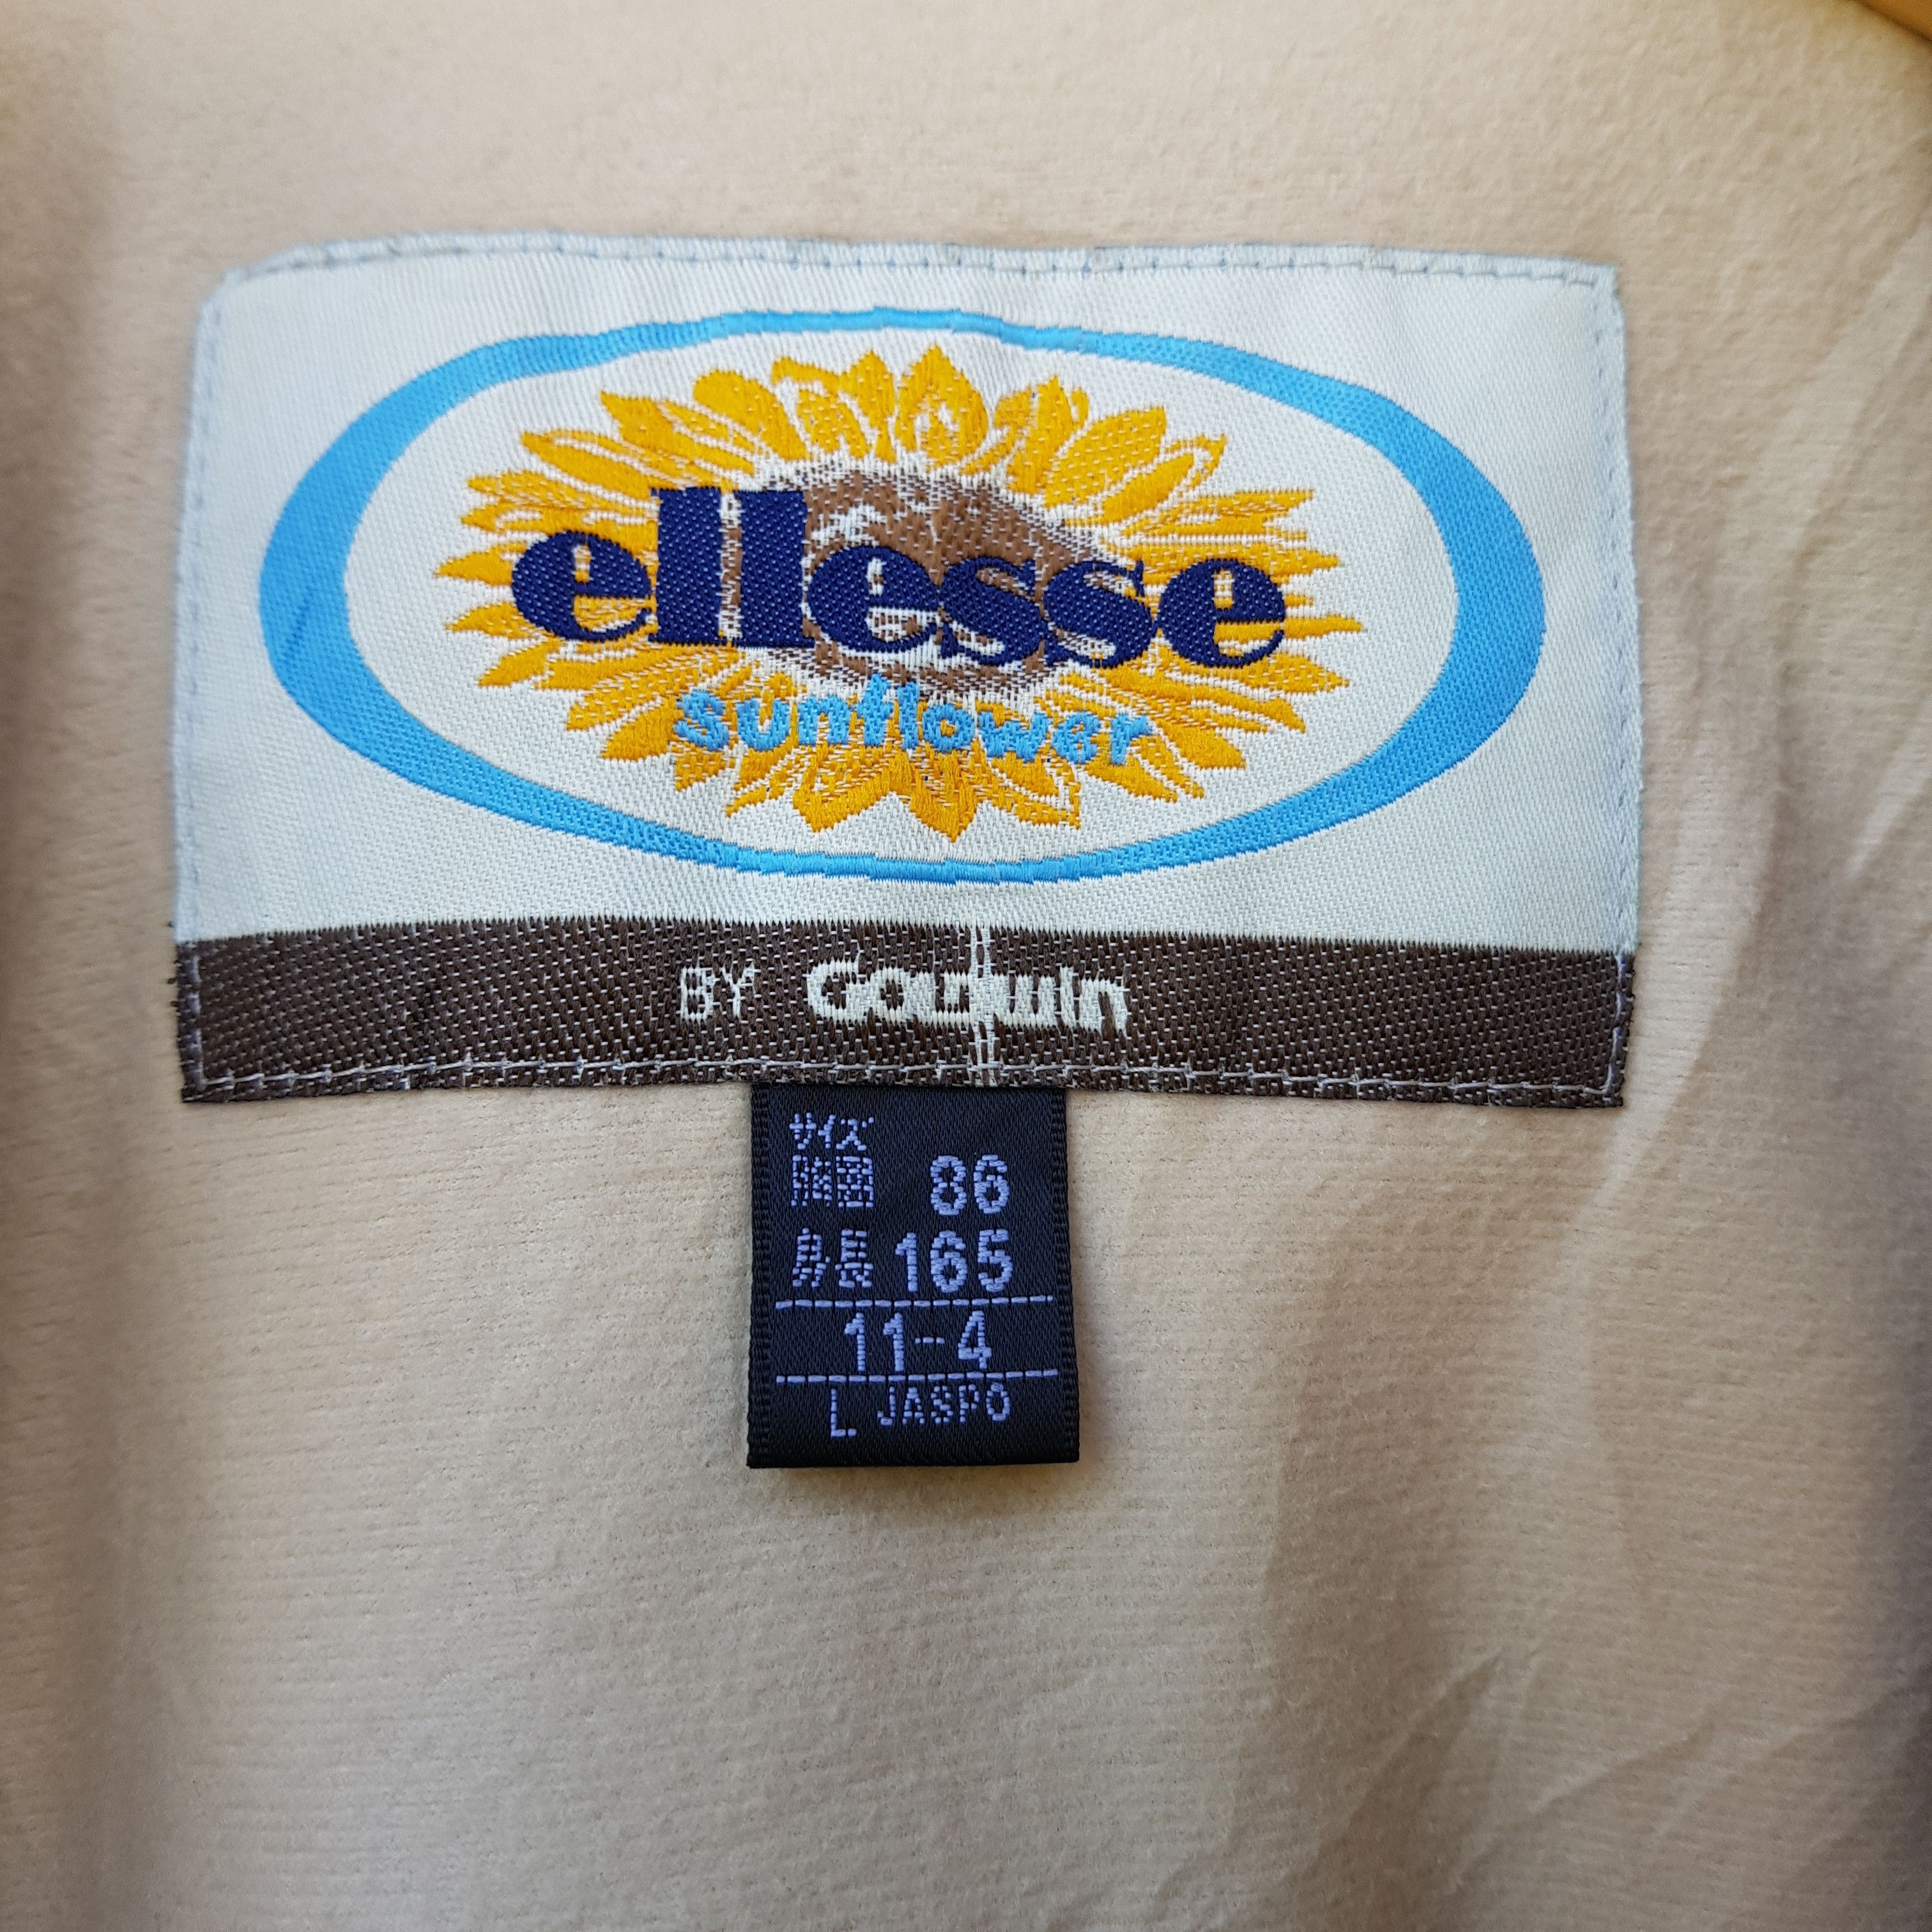 ellesse
sunflower
BY GOLDWIN
サイズ
胸囲 86
身長 165
11-4
L JASPO